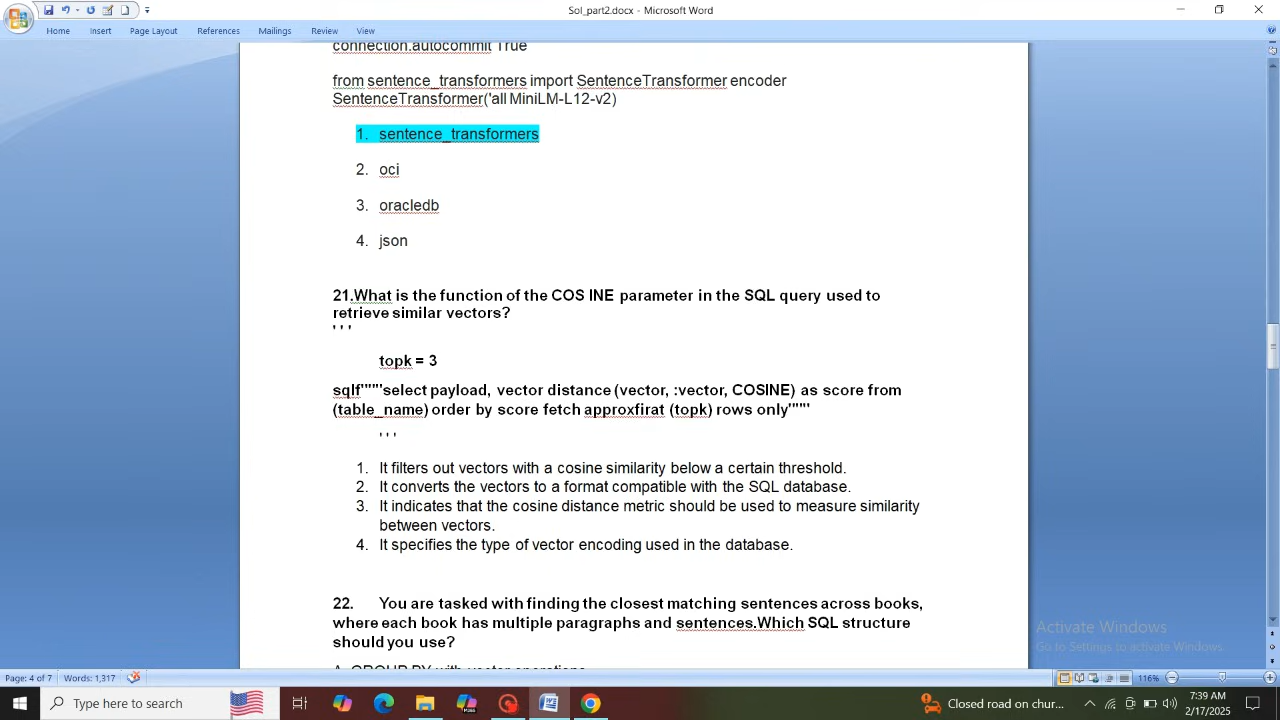 Sol_part2.docx - Microsoft Word
Home Insert Page Layout References Mailings Review View
connection.autocommit True
from sentence_transformers import SentenceTransformer encoder
SentenceTransformer('all MiniLM-L12-v2)
1. sentence_transformers
2. oci
3. oracledb
4. json
21.What is the function of the COS INE parameter in the SQL query used to
retrieve similar vectors?
' ' '
topk = 3
sqlf"""'select payload, vector distance (vector, :vector, COSINE) as score from
(table_name) order by score fetch approxfirat (topk) rows only"""'
' ' '
1. It filters out vectors with a cosine similarity below a certain threshold.
2. It converts the vectors to a format compatible with the SQL database.
3. It indicates that the cosine distance metric should be used to measure similarity
between vectors.
4. It specifies the type of vector encoding used in the database.
22. You are tasked with finding the closest matching sentences across books,
where each book has multiple paragraphs and sentences.Which SQL structure
should you use?
A. GROUP BY with vector operations
Activate Windows
Go to Settings to activate Windows.
Page: 4 of 7 Words: 1,317 116%
Type here to search Closed road on chur... 7:39 AM
2/17/2025